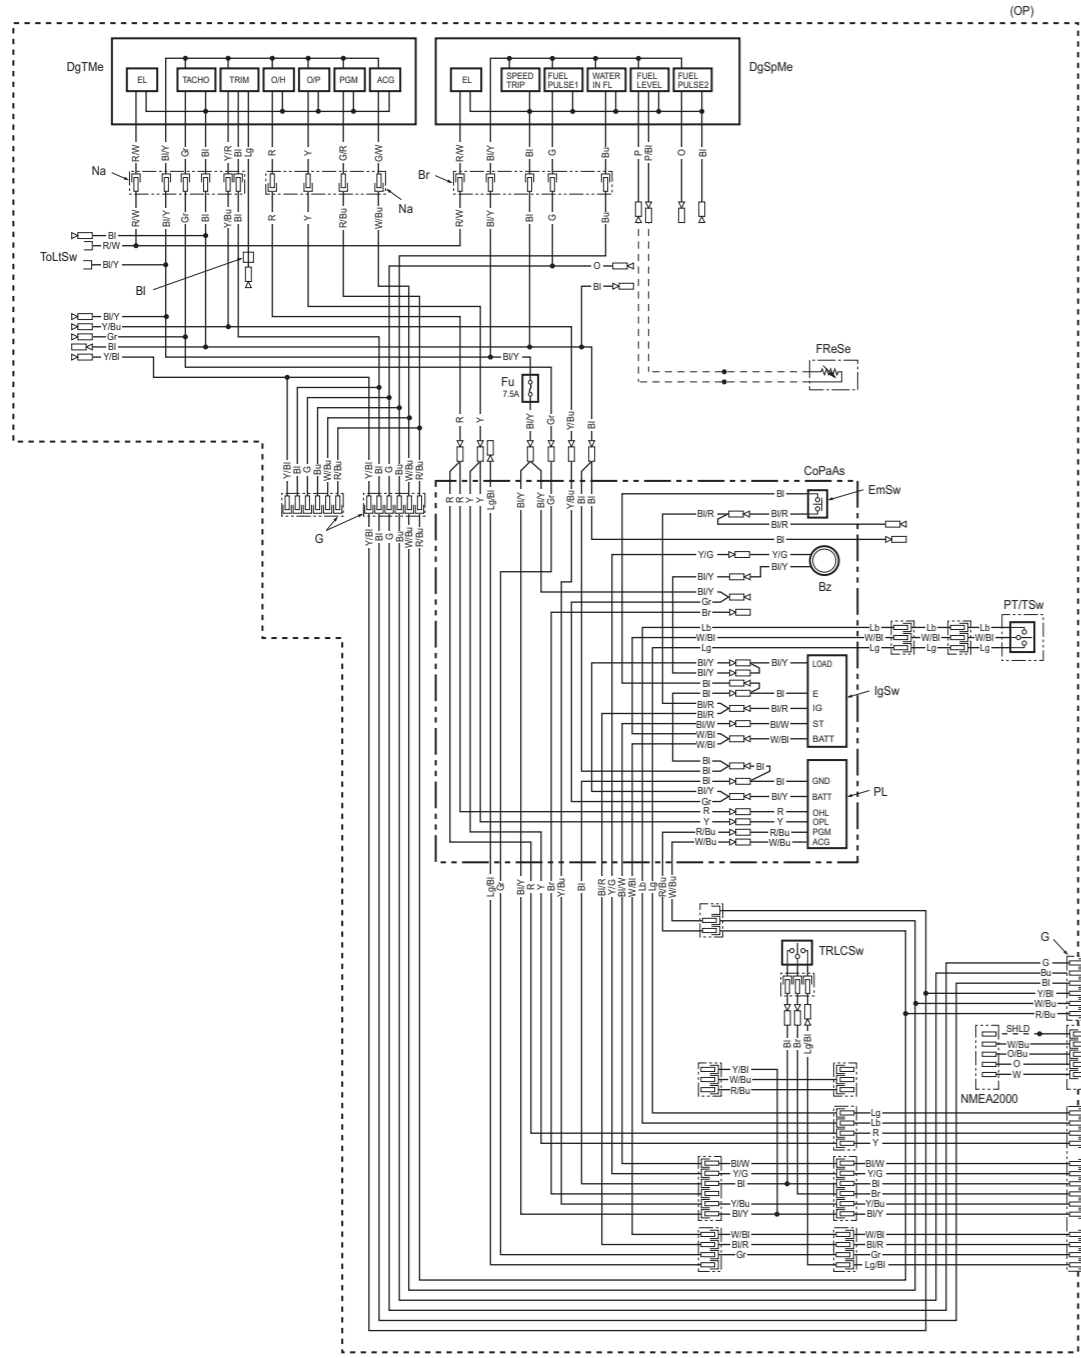 (OP)
DgTMe
EL
TACHO
TRIM
O/H
O/P
PGM
ACG
EL
SPEED TRIP
FUEL PULSE1
WATER IN FL
FUEL LEVEL
FUEL PULSE2
DgSpMe
R/W
Bl/Y
Gr
Bl
Y/R
Bl
Lg
R
Y
G/R
G/W
R/W
Bl/Y
Bl
G
Bu
P
P/Bl
O
Bl
Na
Na
Br
R/W
Bl/Y
Gr
Bl
Y/Bu
Bl
R
Y
R/Bu
W/Bu
R/W
Bl/Y
Bl
G
Bu
Bl
R/W
ToLtSw
Bl/Y
Bl
O
Bl
Bl/Y
Y/Bu
Gr
Bl
Y/Bl
Bl/Y
FReSe
Fu
7.5A
R
Y
Bl/Y
Gr
Y/Bu
Bl
Y/Bl
Bl
G
Bu
W/Bu
R/Bu
Y/Bl
Bl
G
Bu
W/Bu
R/Bu
G
Y/Bl
Bl
G
Bu
W/Bu
R/Bu
R
R
Y
Y
Lg/Bl
Bl/Y
Bl/Y
Gr
Y/Bu
Bl
Bl
CoPaAs
EmSw
Bl
Bl/R
Bl/R
Bl/R
Bl
Y/G
Y/G
Bl/Y
Bl/Y
Bz
Bl/Y
Gr
Br
PT/TSw
Lb
Lb
Lb
Lb
W/Bl
W/Bl
W/Bl
W/Bl
Lg
Lg
Lg
Lg
Bl/Y
Bl/Y
LOAD
Bl/Y
Bl
Bl
Bl
E
IgSw
Bl/R
Bl/R
IG
Bl/R
Bl/W
Bl/W
ST
W/Bl
W/Bl
BATT
W/Bl
Bl
Bl
Bl
Bl
Bl
GND
Bl/Y
Bl/Y
BATT
PL
Gr
R
R
OHL
Y
Y
OPL
R/Bu
R/Bu
PGM
W/Bu
W/Bu
ACG
Lg/Bl
Gr
Bl/Y
R
Y
Br
Y/Bu
Bl
Bl/R
Y/G
Bl/W
W/Bl
Lb
Lg
R/Bu
W/Bu
TRLCSw
G
G
Bu
Bl
Y/Bl
W/Bu
R/Bu
Bl
Br
Lg/Bl
SHLD
W/Bu
O/Bu
O
W
NMEA2000
Y/Bl
W/Bu
R/Bu
Lg
Lb
R
Y
Bl/W
Bl/W
Y/G
Y/G
Bl
Bl
Br
Y/Bu
Y/Bu
Bl/Y
Bl/Y
W/Bl
W/Bl
Bl/R
Bl/R
Gr
Gr
Lg/Bl